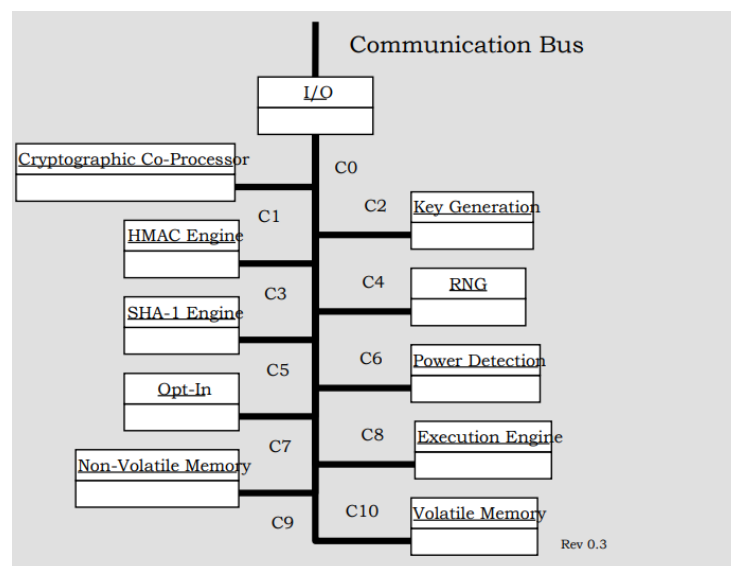 Communication Bus
I/O
Cryptographic Co-Processor
C0
C1
C2
Key Generation
HMAC Engine
C3
C4
RNG
SHA-1 Engine
C5
C6
Power Detection
Opt-In
C7
C8
Execution Engine
Non-Volatile Memory
C9
C10
Volatile Memory
Rev 0.3